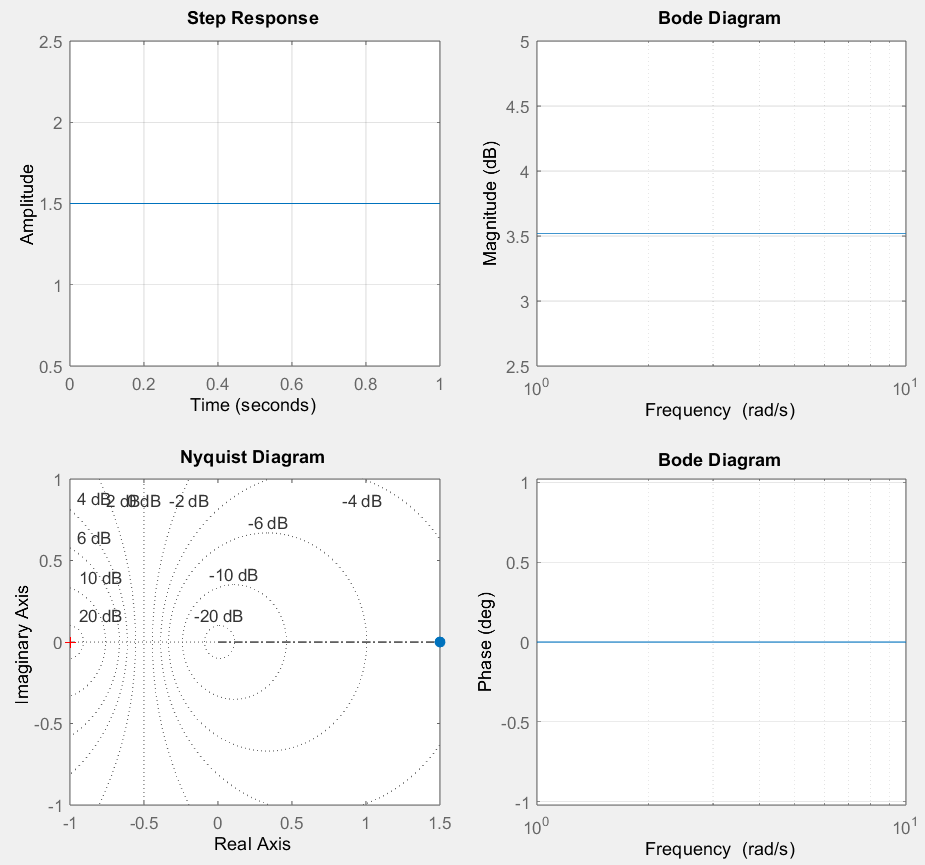 Step Response
2.5
2
1.5
1
0.5
Amplitude
0 0.2 0.4 0.6 0.8 1
Time (seconds)
Bode Diagram
5
4.5
4
3.5
3
2.5
Magnitude (dB)
10^0 10^1
Frequency (rad/s)
Nyquist Diagram
1
0.5
0
-0.5
-1
Imaginary Axis
4 dB 2 dB 0 dB -2 dB -4 dB
6 dB -6 dB
10 dB -10 dB
20 dB -20 dB
-1 -0.5 0 0.5 1 1.5
Real Axis
Bode Diagram
1
0.5
0
-0.5
-1
Phase (deg)
10^0 10^1
Frequency (rad/s)